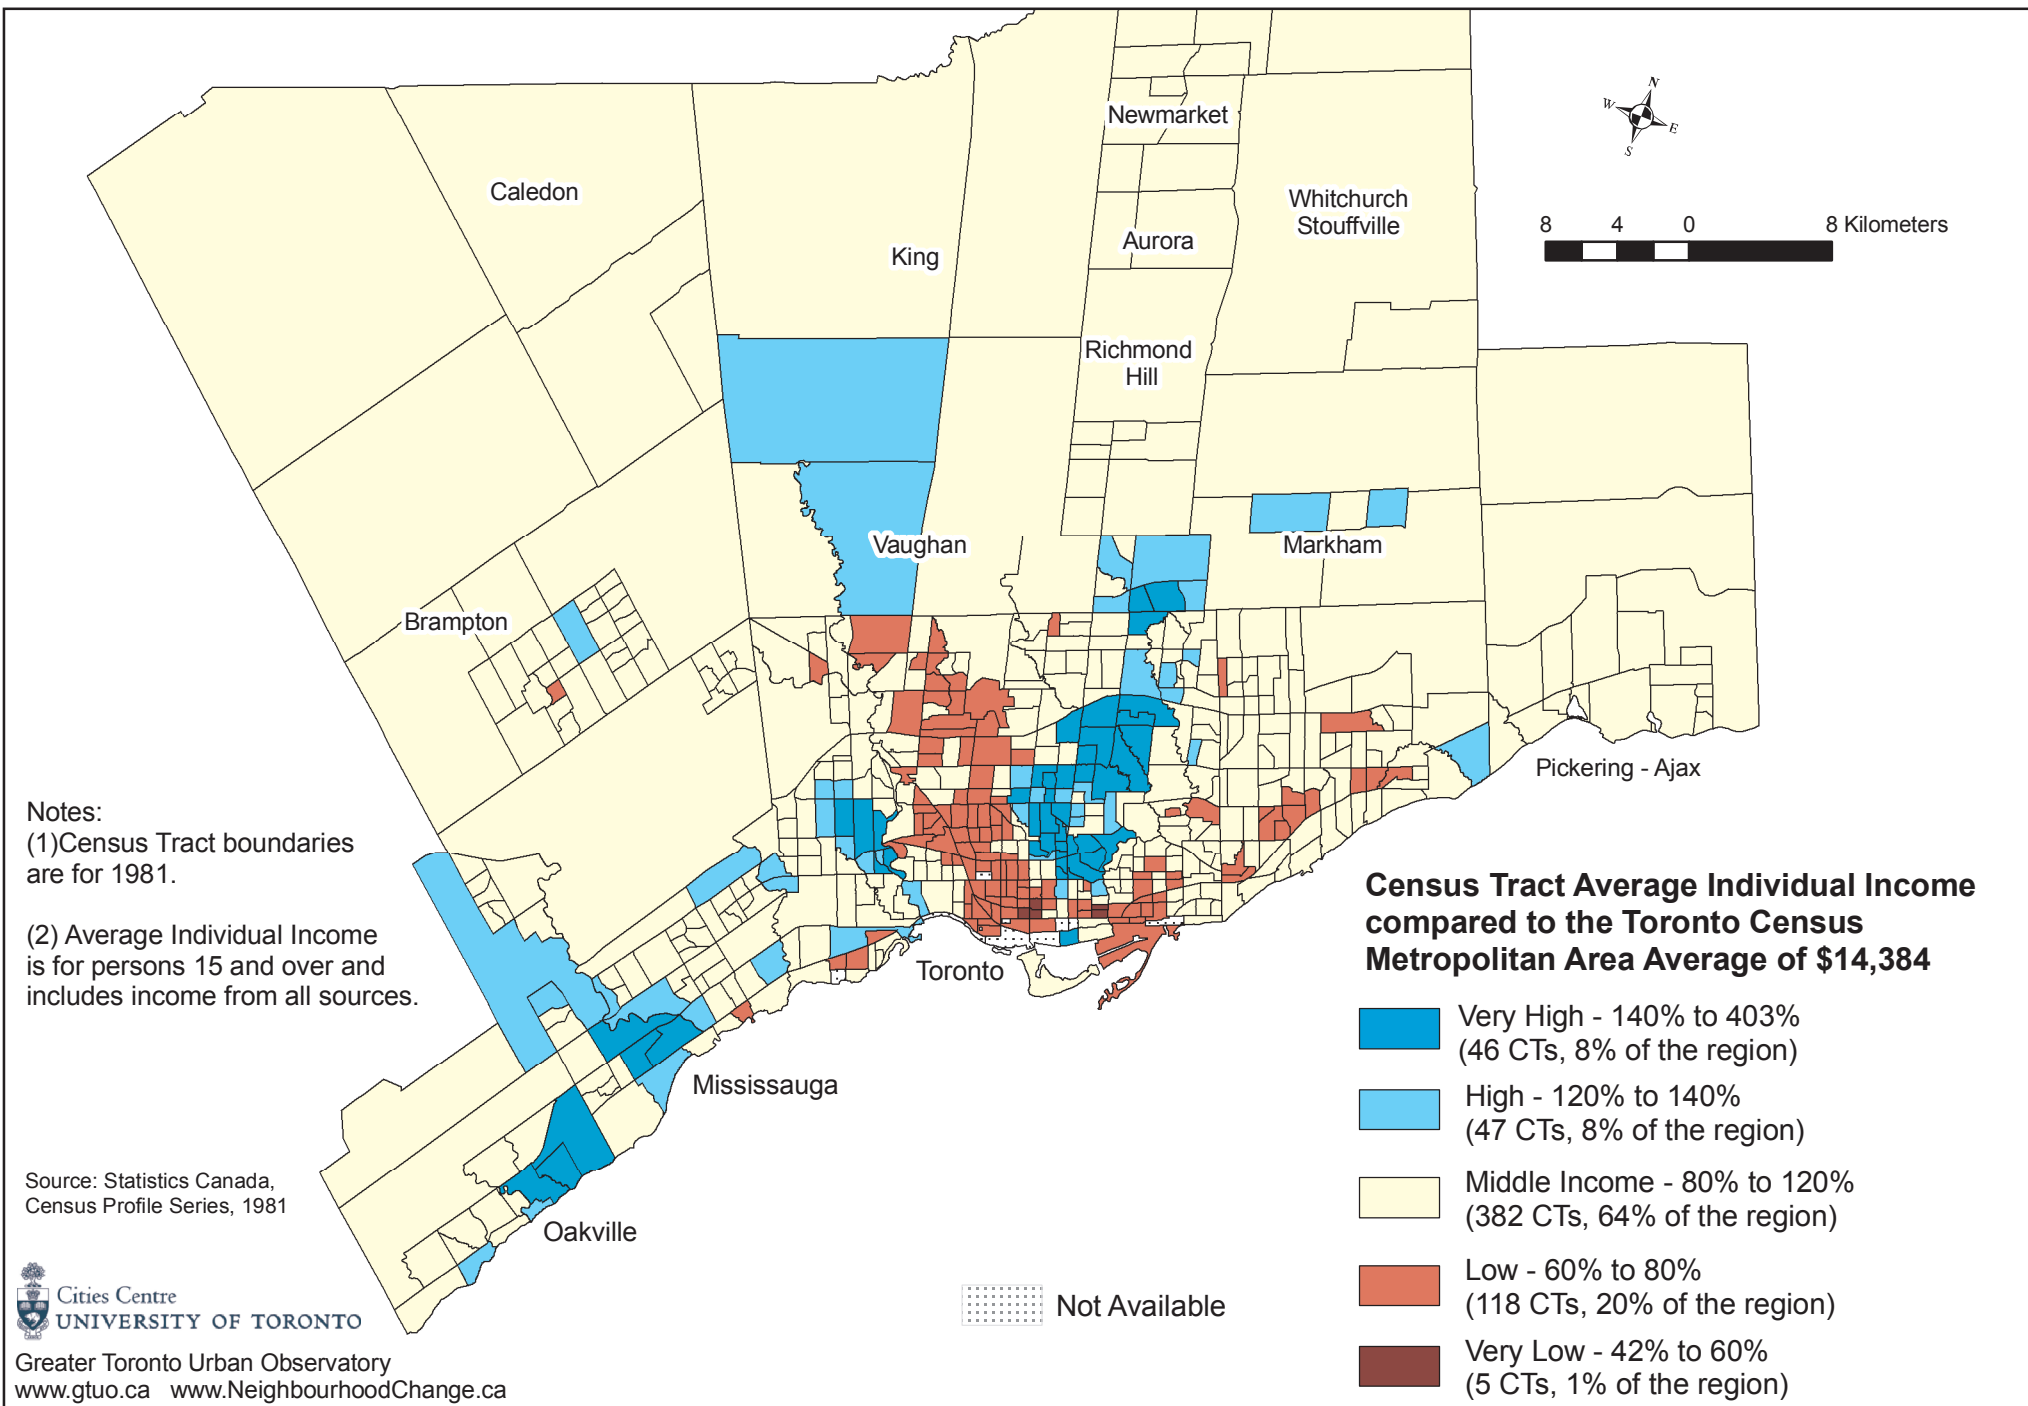 N
W
E
S
Newmarket
Caledon
Whitchurch
Stouffville
8 4 0 8 Kilometers
Aurora
King
Richmond
Hill
Vaughan
Markham
Brampton
Pickering - Ajax
Notes:
(1)Census Tract boundaries
are for 1981.
(2) Average Individual Income
is for persons 15 and over and
includes income from all sources.
Toronto
Mississauga
Oakville
Census Tract Average Individual Income
compared to the Toronto Census
Metropolitan Area Average of $14,384
Very High - 140% to 403%
(46 CTs, 8% of the region)
High - 120% to 140%
(47 CTs, 8% of the region)
Middle Income - 80% to 120%
(382 CTs, 64% of the region)
Low - 60% to 80%
(118 CTs, 20% of the region)
Very Low - 42% to 60%
(5 CTs, 1% of the region)
Not Available
Source: Statistics Canada,
Census Profile Series, 1981
Cities Centre
UNIVERSITY OF TORONTO
Greater Toronto Urban Observatory
www.gtuo.ca www.NeighbourhoodChange.ca